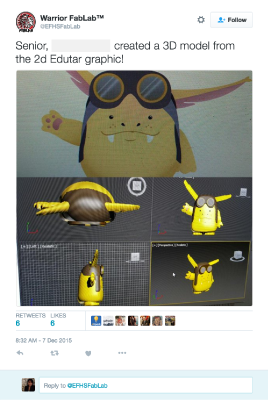 Warrior FabLab™
@EFHSFabLab
Follow
Senior, created a 3D model from
the 2d Edutar graphic!
RETWEETS LIKES
6 6
9:32 AM - 7 Dec 2015
Reply to @EFHSFabLab